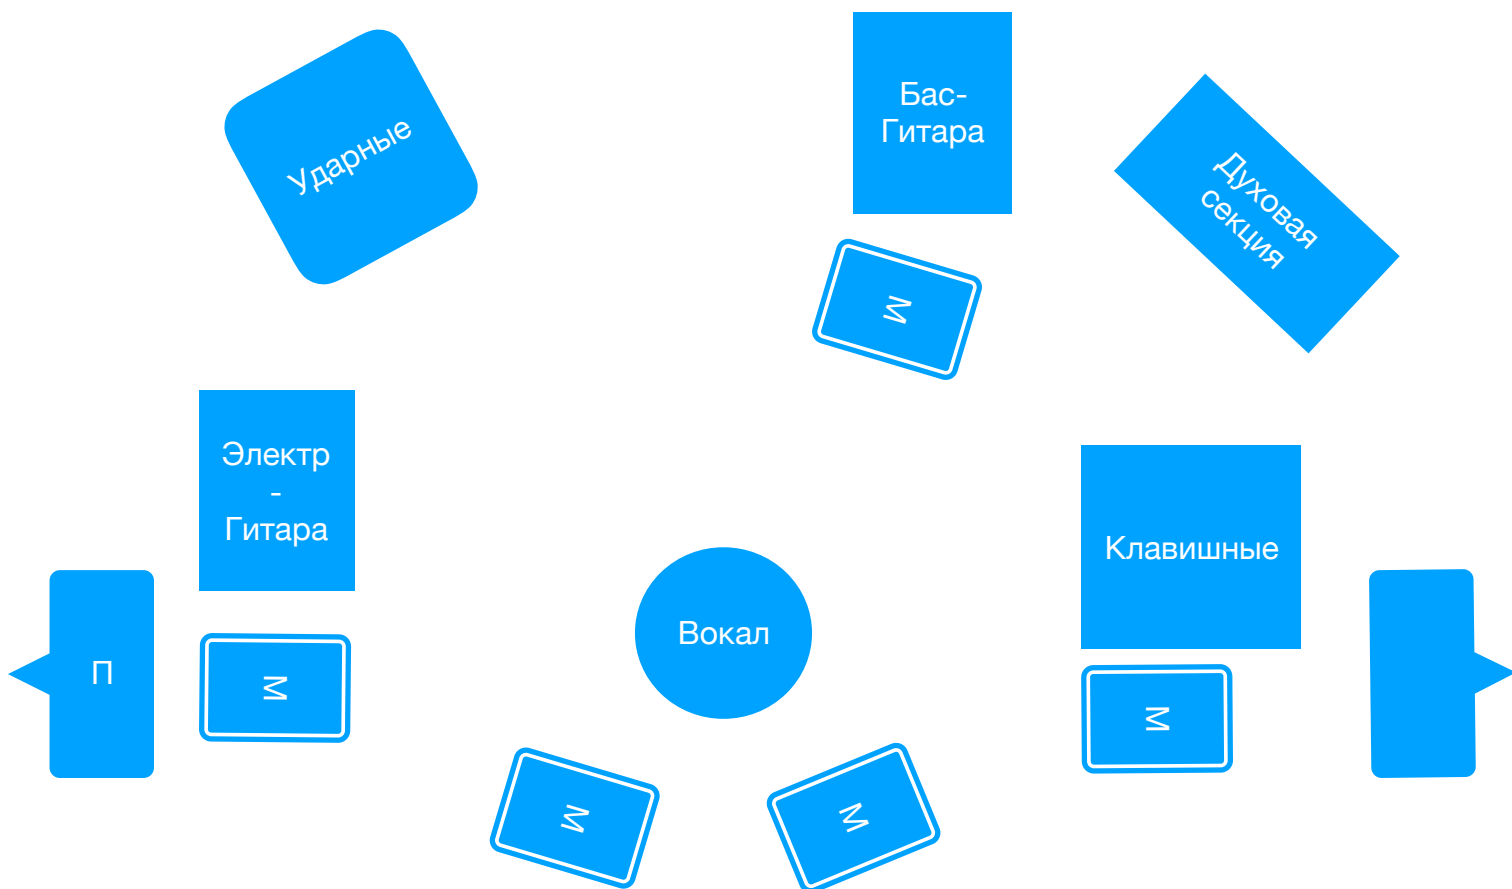 Ударные
Бас-
Гитара
Духовая
секция
М
Электр
-
Гитара
Клавишные
Вокал
П
М
М
М
М